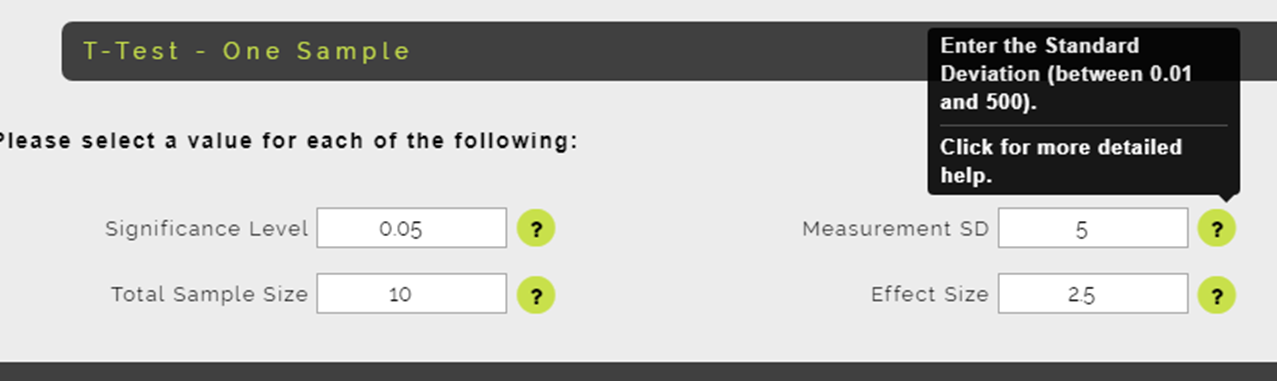 T-Test - One Sample
Enter the Standard
Deviation (between 0.01
and 500).
Click for more detailed
help.
Please select a value for each of the following:
Significance Level 0.05 ?
Measurement SD 5 ?
Total Sample Size 10 ?
Effect Size 2.5 ?